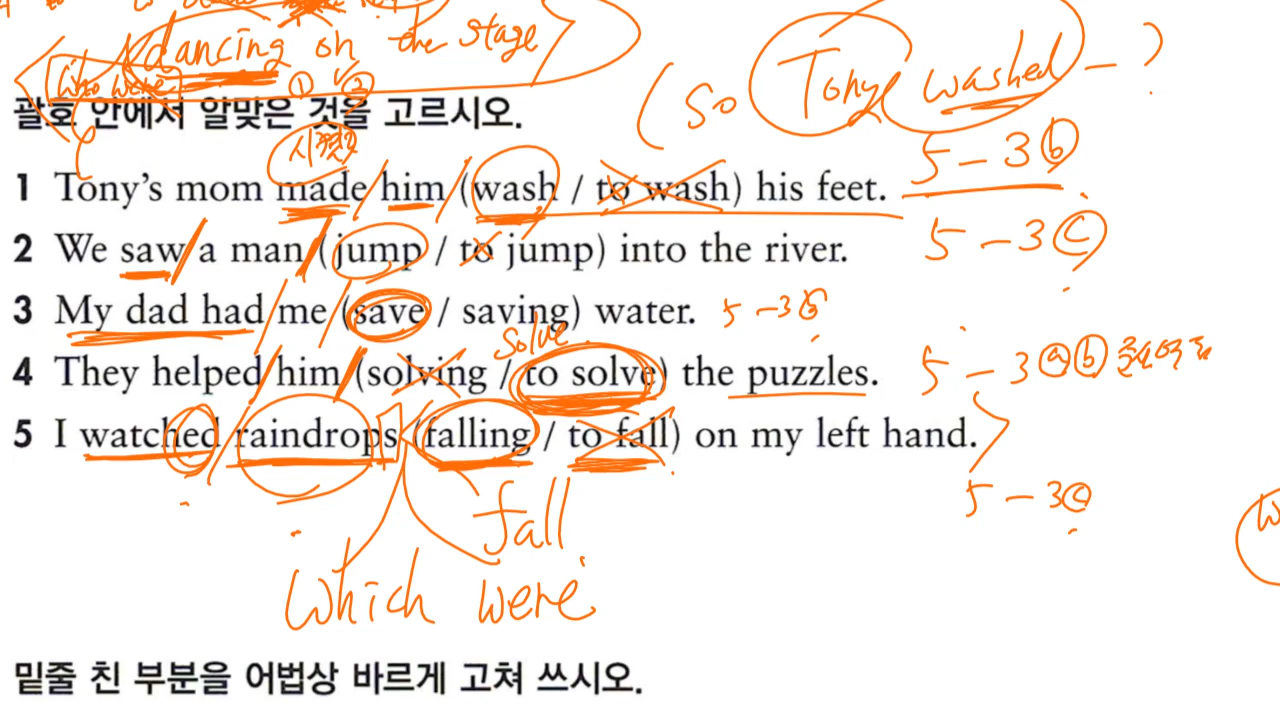 dancing on the stage
who were ① ②
(so Tony washed - )
괄호 안에서 알맞은 것을 고르시오.
5-3ⓑ
1 Tony's mom made him (wash / to wash) his feet.
2 We saw a man (jump / to jump) into the river.
5-3ⓒ
3 My dad had me (save / saving) water. 5-3ⓑ
solve
4 They helped him (solving / to solve) the puzzles. 5-3ⓐⓑ
5 I watched raindrops (falling / to fall) on my left hand.
5-3ⓒ
fall
which were
밑줄 친 부분을 어법상 바르게 고쳐 쓰시오.